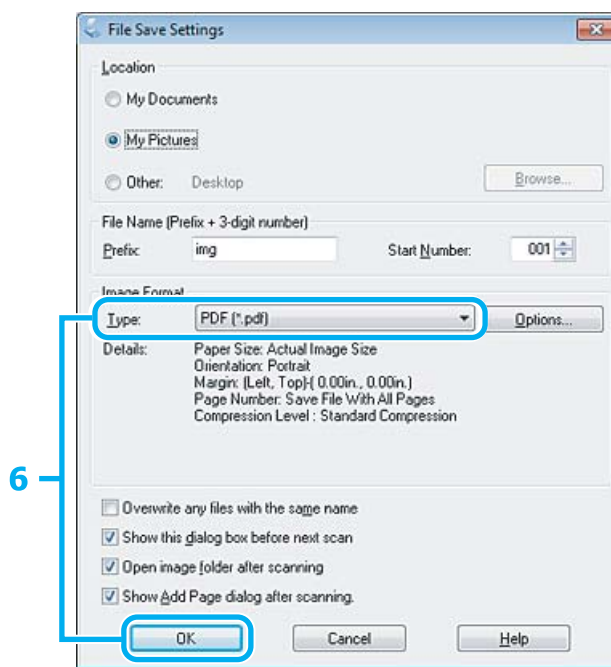 File Save Settings
Location
My Documents
My Pictures
Other: Desktop Browse...
File Name (Prefix + 3-digit number)
Prefix: img Start Number: 001
Image Format
Type: PDF (*.pdf) Options...
Details: Paper Size: Actual Image Size
Orientation: Portrait
Margin: (Left, Top)-( 0.00in., 0.00in.)
Page Number: Save File With All Pages
Compression Level : Standard Compression
6
Overwrite any files with the same name
Show this dialog box before next scan
Open image folder after scanning
Show Add Page dialog after scanning.
OK Cancel Help